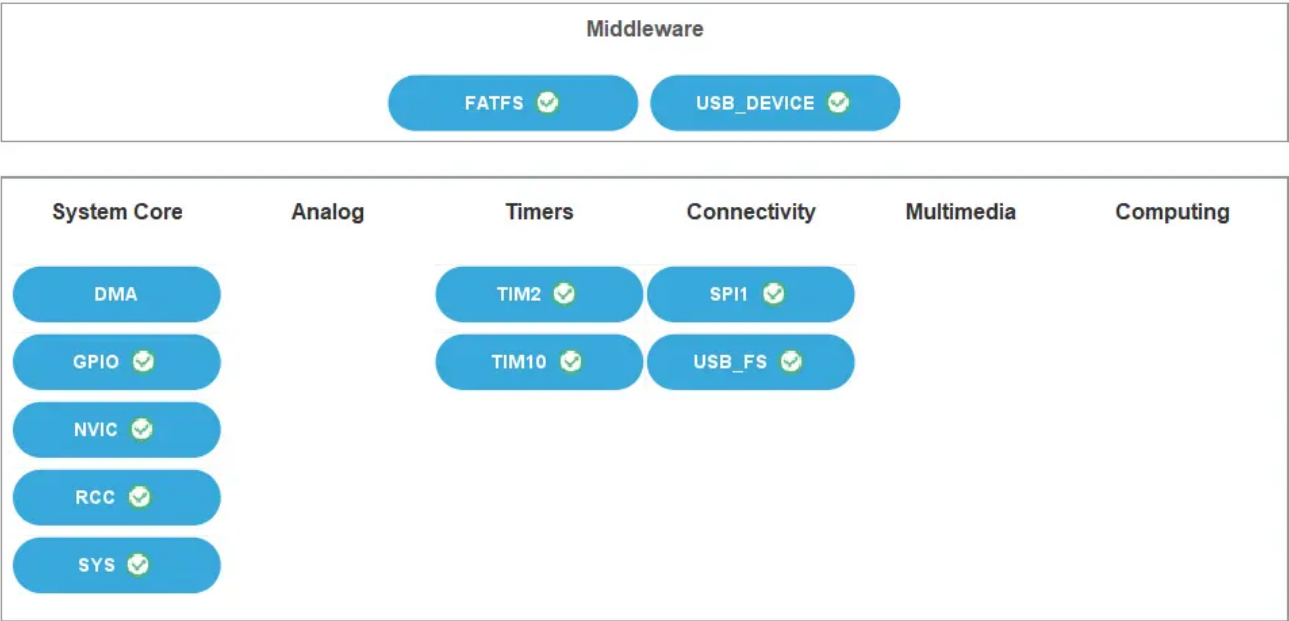 Middleware
FATFS USB_DEVICE
System Core Analog Timers Connectivity Multimedia Computing
DMA TIM2 SPI1
GPIO TIM10 USB_FS
NVIC
RCC
SYS